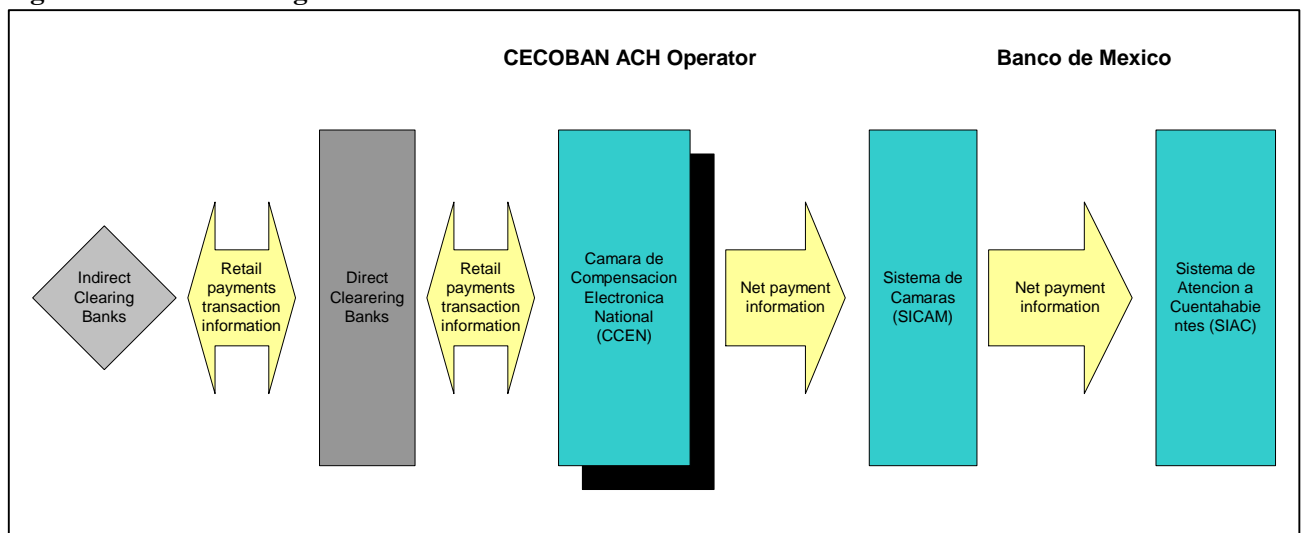 CECOBAN ACH Operator
Banco de Mexico
Indirect
Clearing
Banks
Retail
payments
transaction
information
Direct
Clearering
Banks
Retail
payments
transaction
information
Camara de
Compensacion
Electronica
National
(CCEN)
Net payment
information
Sistema de
Camaras
(SICAM)
Net payment
information
Sistema de
Atencion a
Cuentahabie
ntes (SIAC)